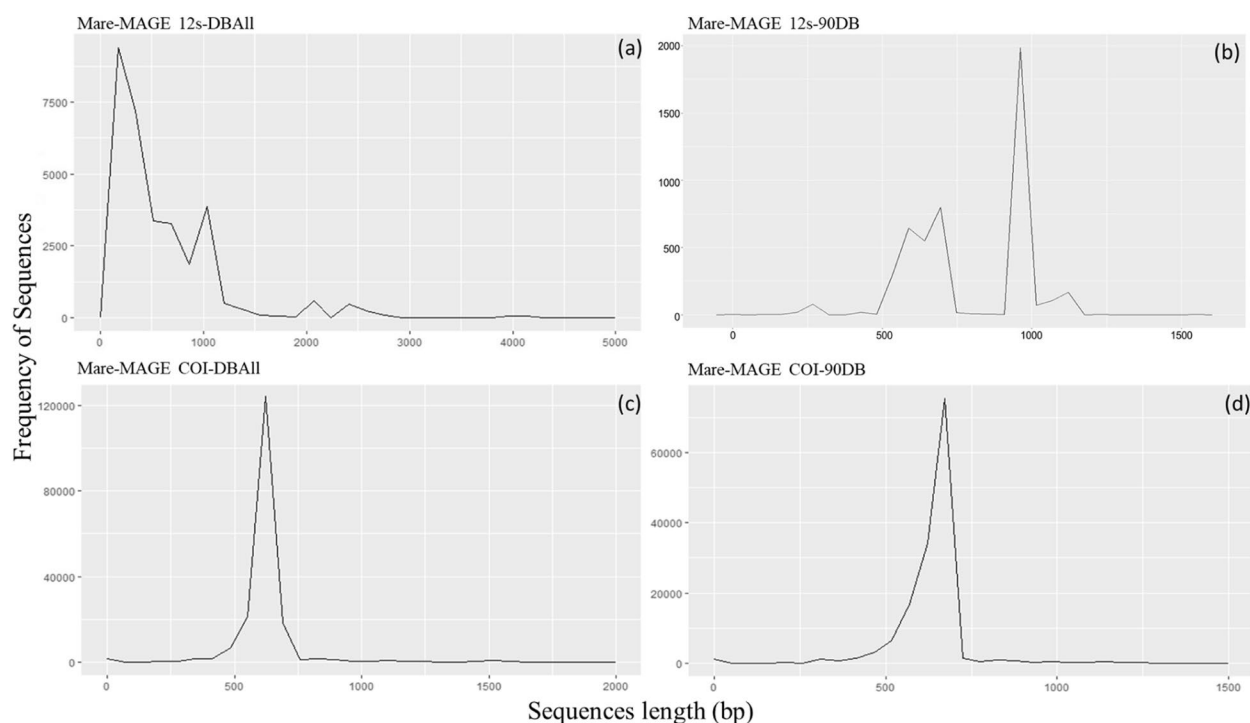 Mare-MAGE 12s-DBAll
(a)
7500
5000
2500
0
0 1000 2000 3000 4000 5000
Mare-MAGE 12s-90DB
(b)
2000
1500
1000
500
0
0 500 1000 1500
Mare-MAGE COI-DBAll
(c)
120000
80000
40000
0
0 500 1000 1500 2000
Mare-MAGE COI-90DB
(d)
60000
40000
20000
0
0 500 1000 1500
Frequency of Sequences
Sequences length (bp)